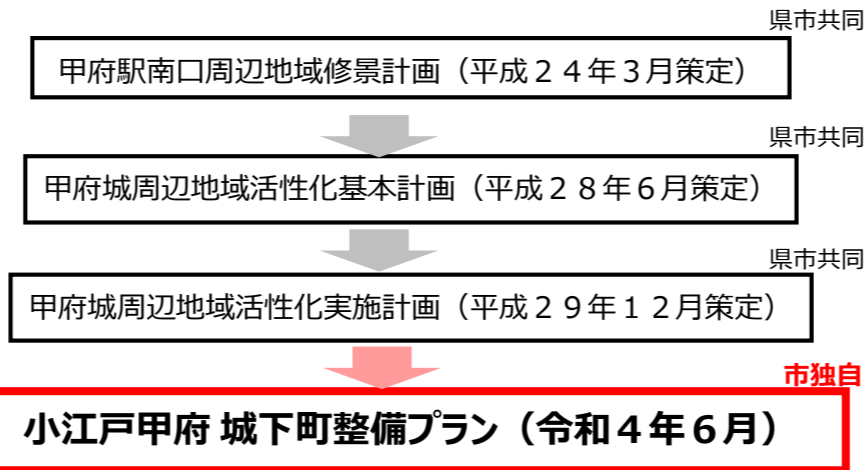 県市共同
甲府駅南口周辺地域修景計画（平成２４年３月策定）
県市共同
甲府城周辺地域活性化基本計画（平成２８年６月策定）
県市共同
甲府城周辺地域活性化実施計画（平成２９年１２月策定）
市独自
小江戸甲府 城下町整備プラン（令和４年６月）